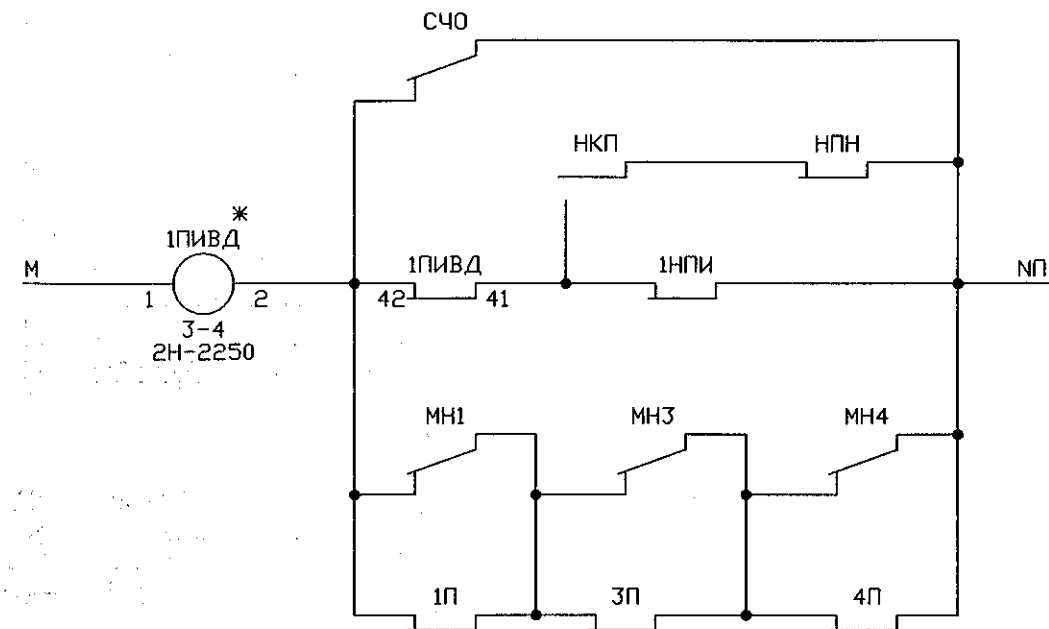 СЧО
НКП НПН
*
1ПИВД
М 1ПИВД 1НПИ NП
1 2 42 41
3-4
2Н-2250
МН1 МН3 МН4
1П 3П 4П